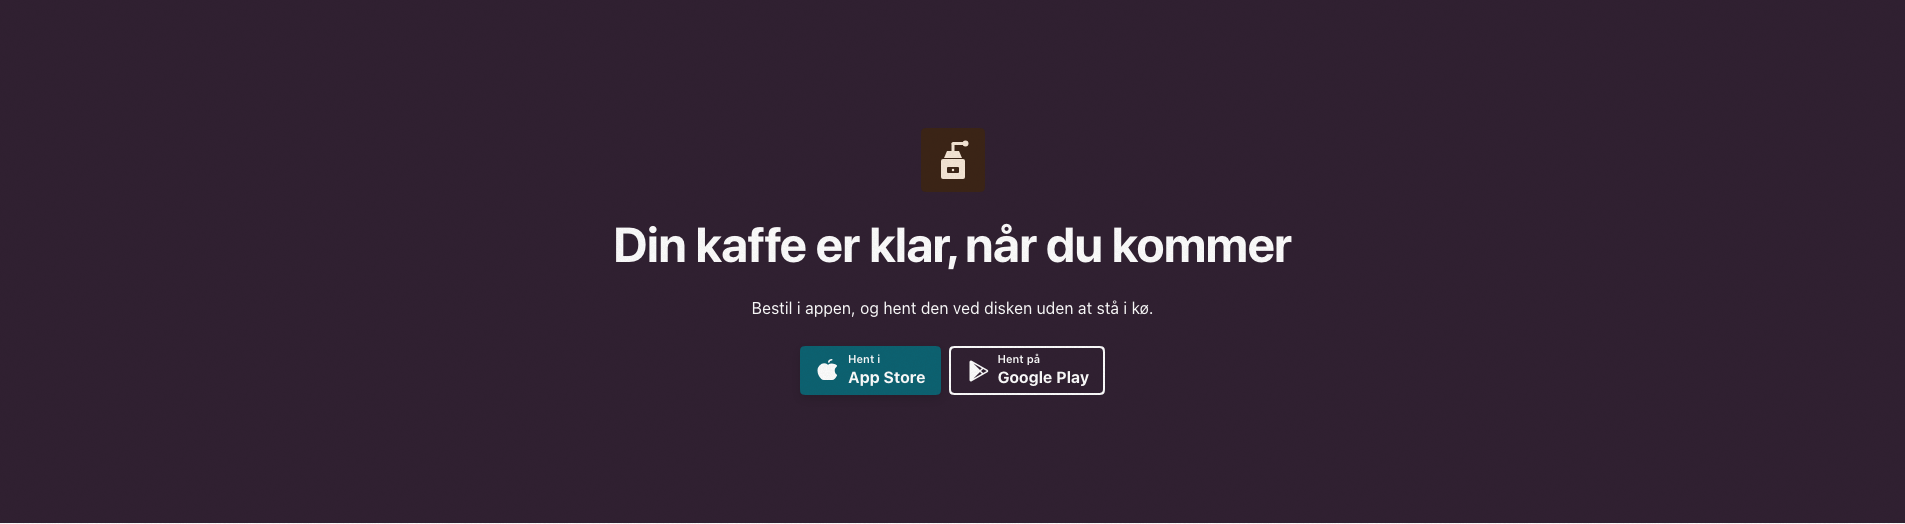 Din kaffe er klar, når du kommer
Bestil i appen, og hent den ved disken uden at stå i kø.
Hent i
App Store
Hent på
Google Play